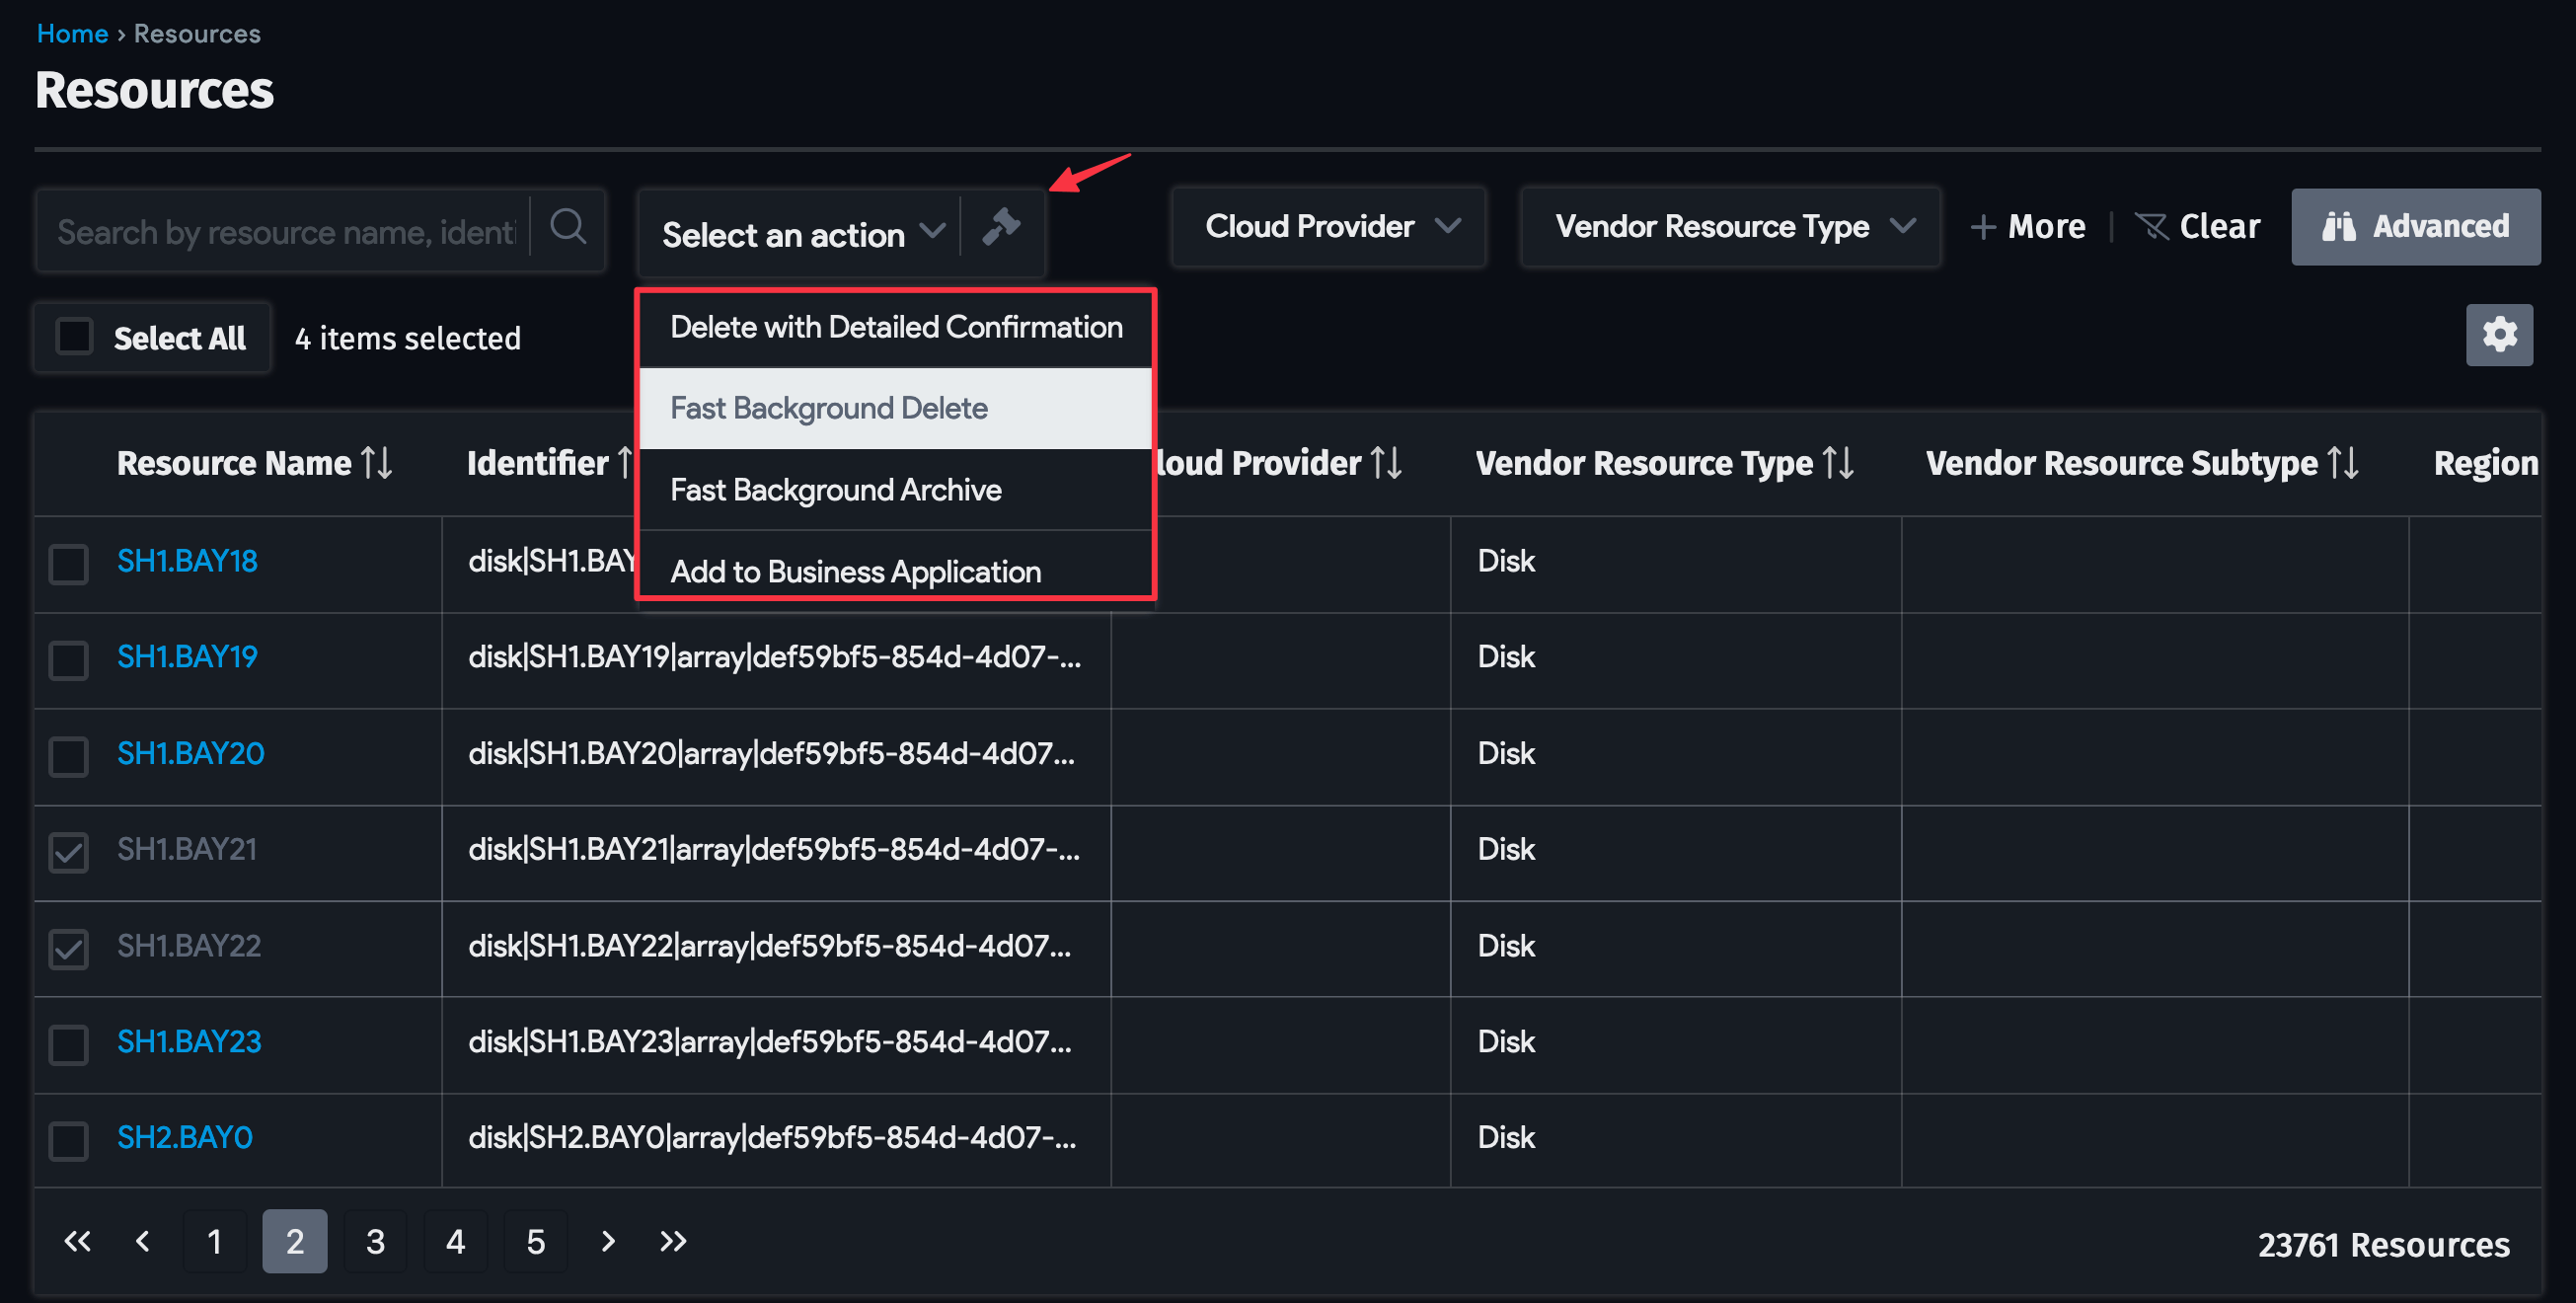 Home › Resources
Resources
Search by resource name, identi
Select an action
Cloud Provider
Vendor Resource Type
+ More
Clear
Advanced
Select All
4 items selected
Delete with Detailed Confirmation
Fast Background Delete
Fast Background Archive
Add to Business Application
Resource Name Identifier loud Provider Vendor Resource Type Vendor Resource Subtype Region
SH1.BAY18 disk|SH1.BAY Disk
SH1.BAY19 disk|SH1.BAY19|array|def59bf5-854d-4d07-... Disk
SH1.BAY20 disk|SH1.BAY20|array|def59bf5-854d-4d07... Disk
SH1.BAY21 disk|SH1.BAY21|array|def59bf5-854d-4d07-... Disk
SH1.BAY22 disk|SH1.BAY22|array|def59bf5-854d-4d07... Disk
SH1.BAY23 disk|SH1.BAY23|array|def59bf5-854d-4d07... Disk
SH2.BAY0 disk|SH2.BAY0|array|def59bf5-854d-4d07-... Disk
« ‹ 1 2 3 4 5 › »
23761 Resources